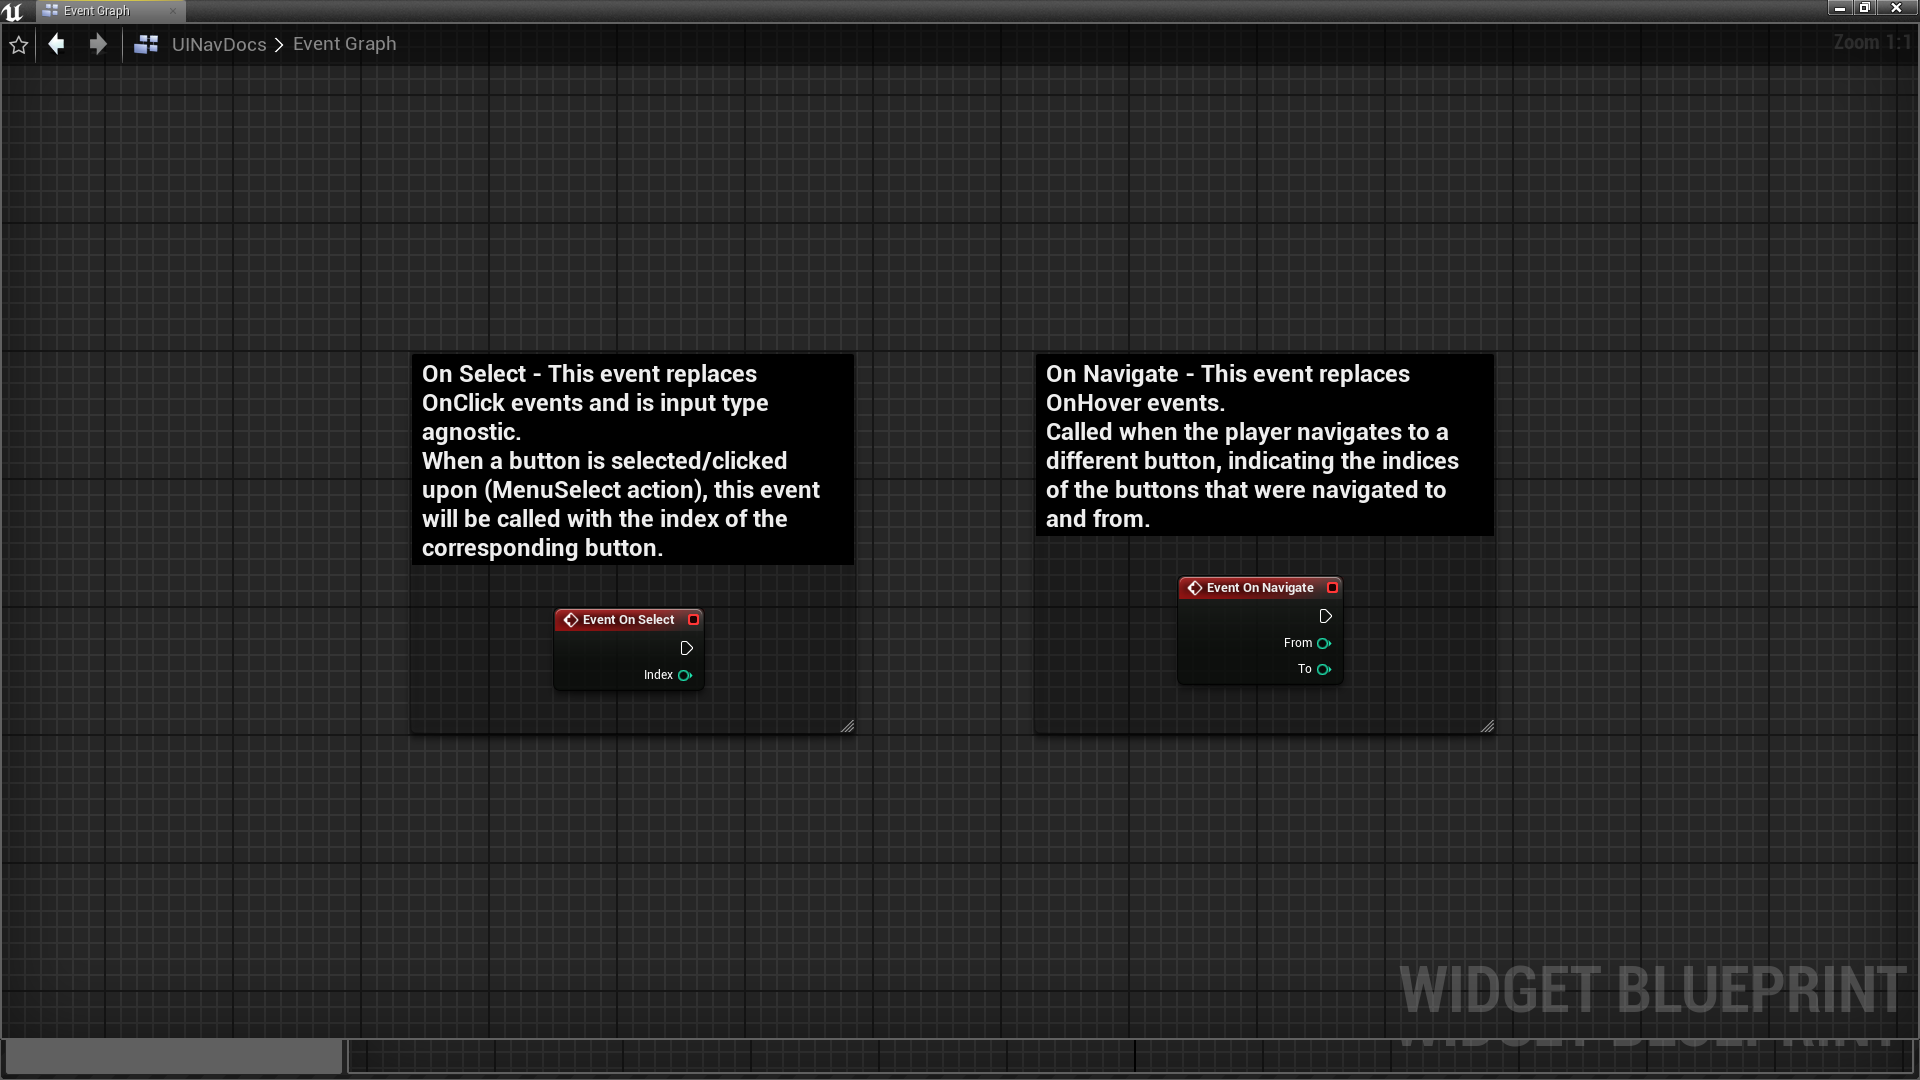 Event Graph
UINavDocs > Event Graph
Zoom 1:1
On Select - This event replaces
OnClick events and is input type
agnostic.
When a button is selected/clicked
upon (MenuSelect action), this event
will be called with the index of the
corresponding button.
Event On Select
Index
On Navigate - This event replaces
OnHover events.
Called when the player navigates to a
different button, indicating the indices
of the buttons that were navigated to
and from.
Event On Navigate
From
To
WIDGET BLUEPRINT
WIDGET BLUEPRINT